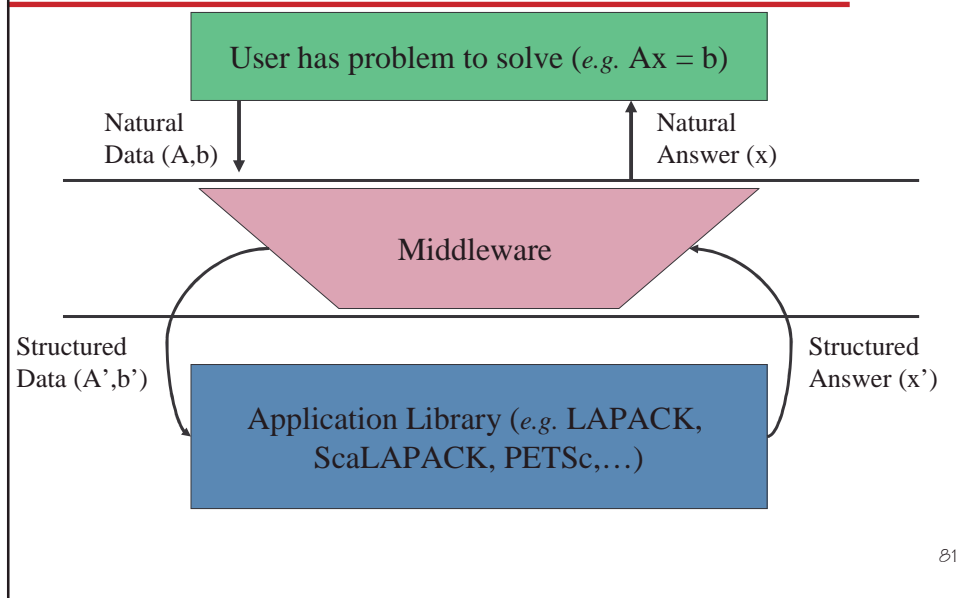 User has problem to solve (e.g. Ax = b)
Natural
Data (A,b)
Natural
Answer (x)
Middleware
Structured
Data (A’,b’)
Structured
Answer (x’)
Application Library (e.g. LAPACK,
ScaLAPACK, PETSc,…)
81